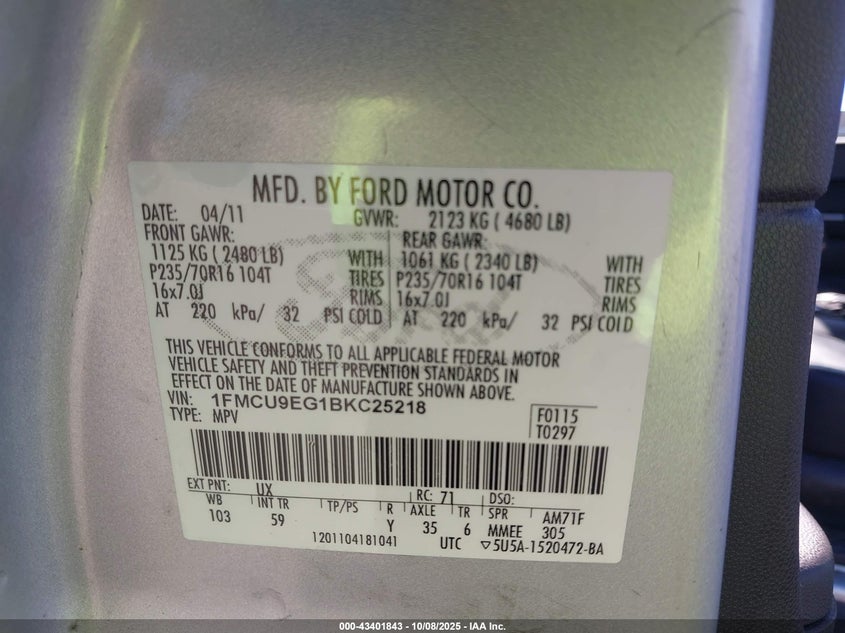 MFD. BY FORD MOTOR CO.
DATE: 04/11 GVWR: 2123 KG ( 4680 LB)
FRONT GAWR: REAR GAWR:
1125 KG ( 2480 LB) WITH 1061 KG ( 2340 LB) WITH
P235/70R16 104T TIRES P235/70R16 104T TIRES
16x7.0J RIMS 16x7.0J RIMS
AT 220 kPa/ 32 PSI COLD AT 220 kPa/ 32 PSI COLD
THIS VEHICLE CONFORMS TO ALL APPLICABLE FEDERAL MOTOR
VEHICLE SAFETY AND THEFT PREVENTION STANDARDS IN
EFFECT ON THE DATE OF MANUFACTURE SHOWN ABOVE.
VIN: 1FMCU9EG1BKC25218
TYPE: MPV
F0115
T0297
EXT PNT: UX RC: 71 DSO:
WB INT TR TP/PS R AXLE TR SPR AM71F
103 59 Y 35 6 MMEE 305
1201104181041 UTC ▽5U5A-1520472-BA
000-43401843 - 10/08/2025 - IAA Inc.